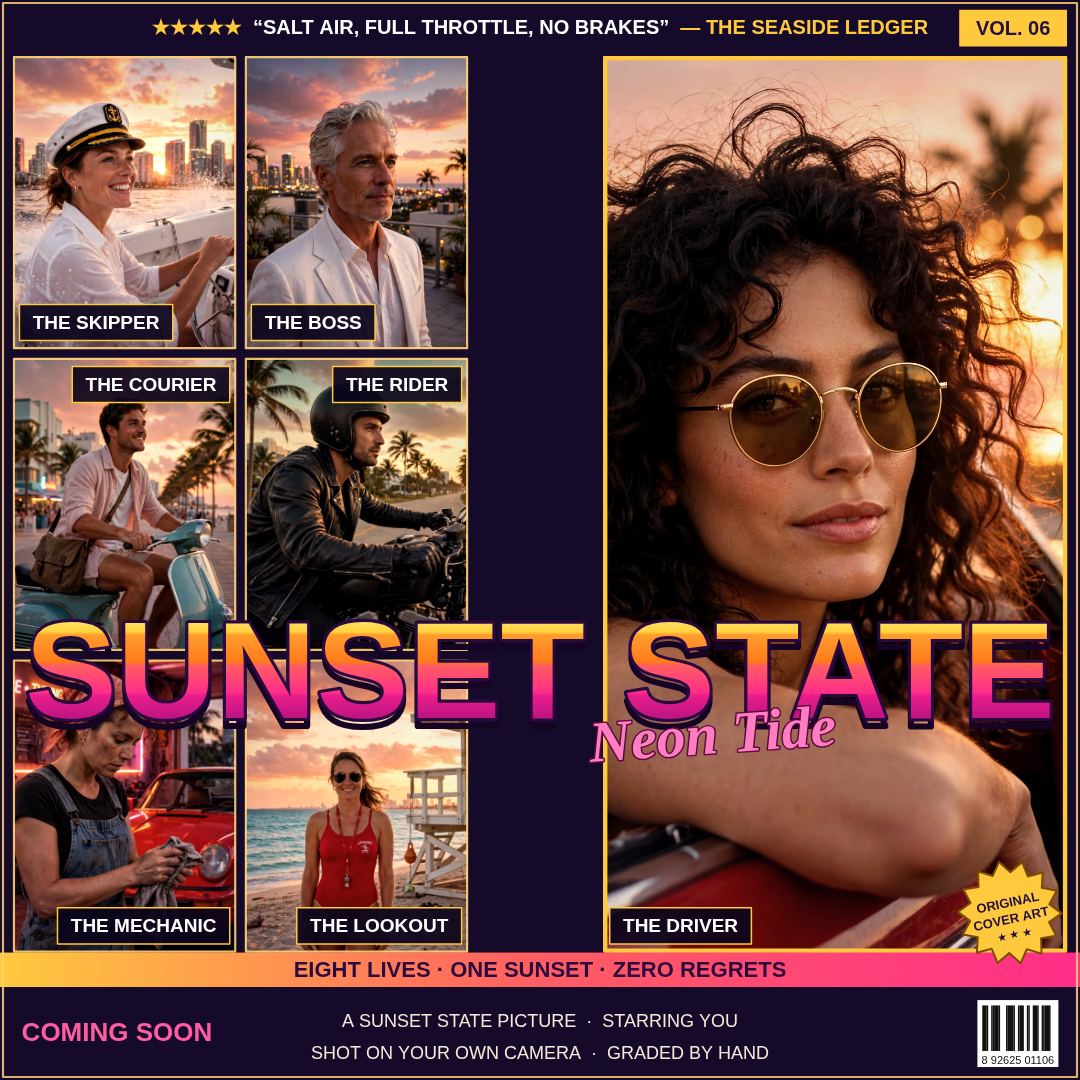 ★★★★★ “SALT AIR, FULL THROTTLE, NO BRAKES” — THE SEASIDE LEDGER
VOL. 06
THE SKIPPER
THE BOSS
THE COURIER
THE RIDER
SUNSET STATE
Neon Tide
THE MECHANIC
THE LOOKOUT
THE DRIVER
ORIGINAL
COVER ART
★ ★ ★
EIGHT LIVES · ONE SUNSET · ZERO REGRETS
COMING SOON
A SUNSET STATE PICTURE · STARRING YOU
SHOT ON YOUR OWN CAMERA · GRADED BY HAND
8 92625 01106